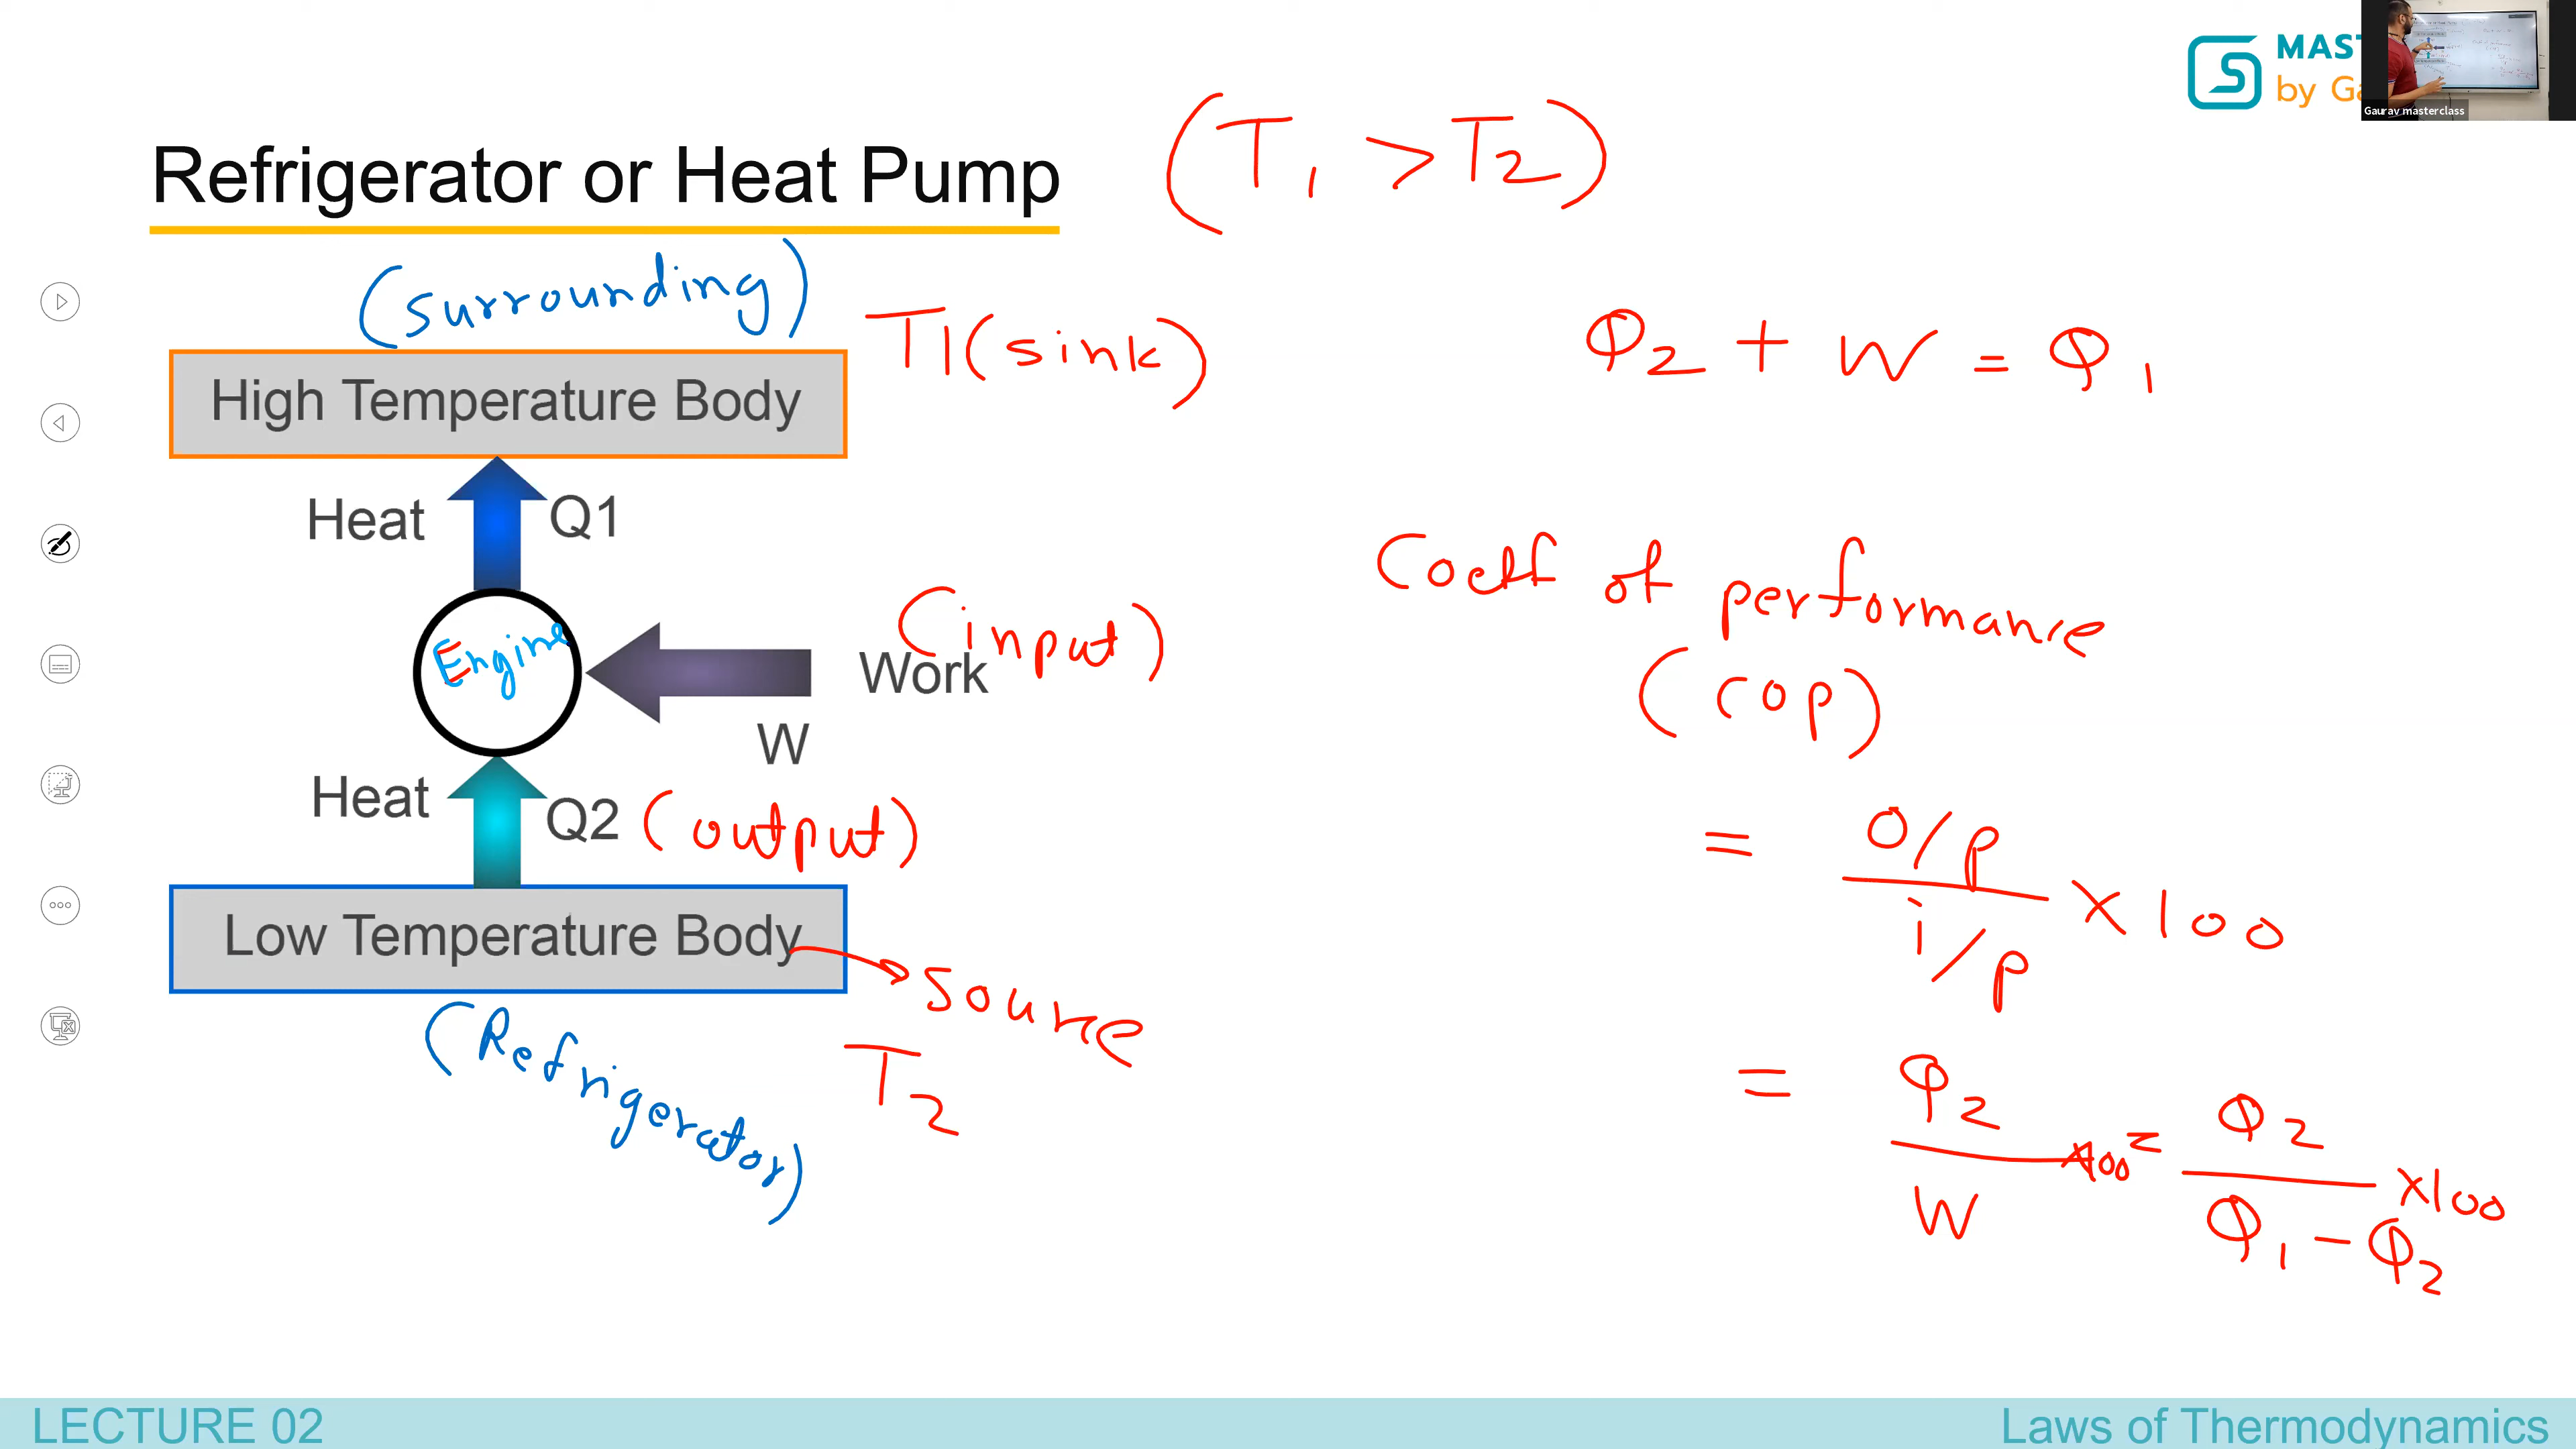 MAST
by Ga
Gaurav masterclass
Refrigerator or Heat Pump
(T1 > T2)
(surrounding)
T1 (sink)
Q2 + W = Q1
High Temperature Body
Heat
Q1
Coeff of performance
(COP)
Engine
(input)
Work
W
Heat
Q2
(output)
= O/p / i/p × 100
Low Temperature Body
source
T2
(Refrigerator)
= Q2 / W ×100 = Q2 / Q1 - Q2 ×100
LECTURE 02
Laws of Thermodynamics